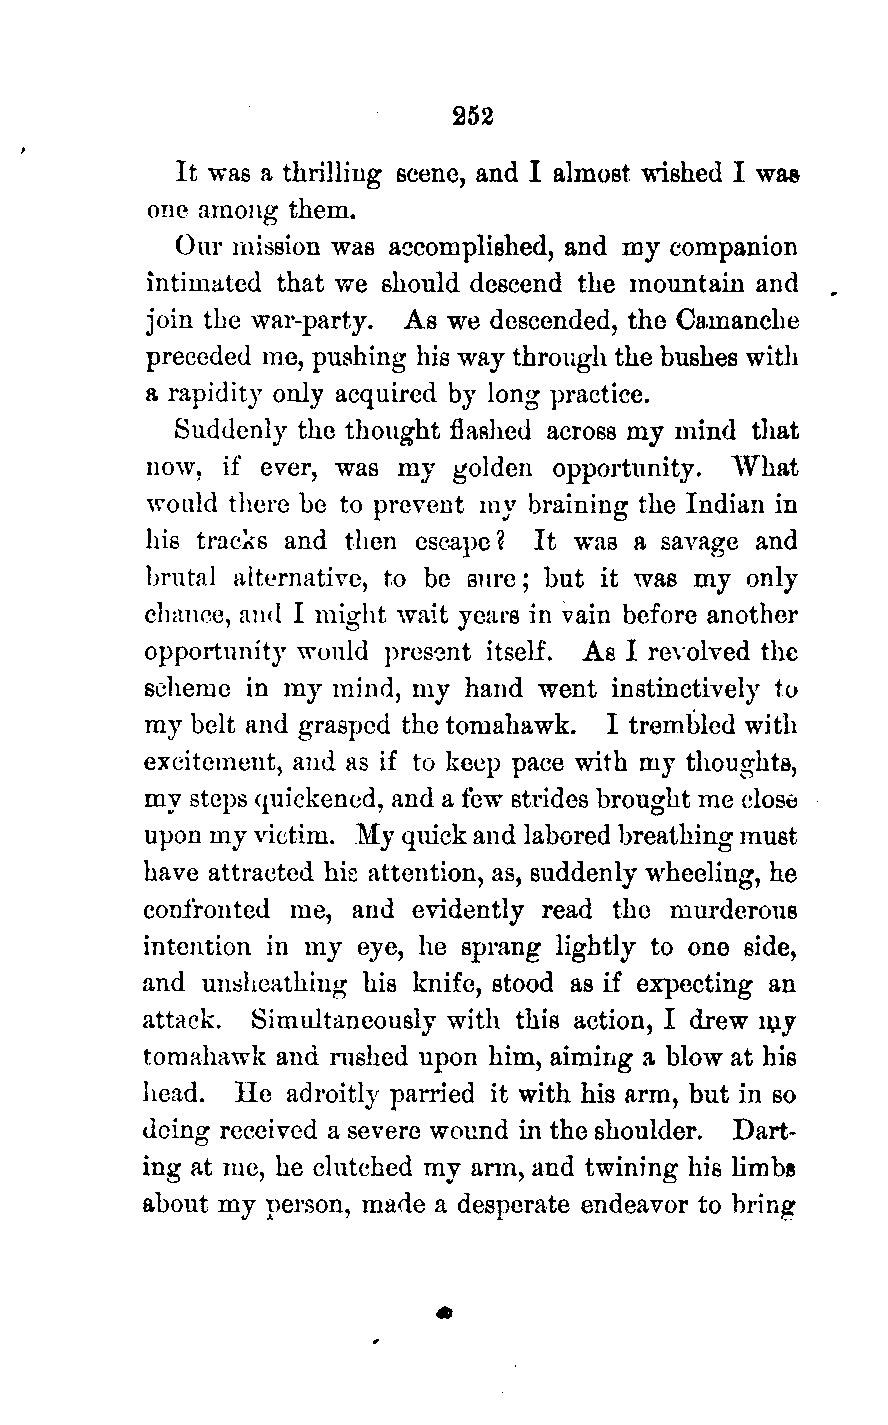 252
It was a thrilling scene, and I almost wished I was
one among them.
Our mission was accomplished, and my companion
intimated that we should descend the mountain and
join the war-party. As we descended, the Camanche
preceded me, pushing his way through the bushes with
a rapidity only acquired by long practice.
Suddenly the thought flashed across my mind that
now, if ever, was my golden opportunity. What
would there be to prevent my braining the Indian in
his tracks and then escape? It was a savage and
brutal alternative, to be sure; but it was my only
chance, and I might wait years in vain before another
opportunity would present itself. As I revolved the
scheme in my mind, my hand went instinctively to
my belt and grasped the tomahawk. I trembled with
excitement, and as if to keep pace with my thoughts,
my steps quickened, and a few strides brought me close
upon my victim. My quick and labored breathing must
have attracted his attention, as, suddenly wheeling, he
confronted me, and evidently read the murderous
intention in my eye, he sprang lightly to one side,
and unsheathing his knife, stood as if expecting an
attack. Simultaneously with this action, I drew my
tomahawk and rushed upon him, aiming a blow at his
head. He adroitly parried it with his arm, but in so
doing received a severe wound in the shoulder. Dart-
ing at me, he clutched my arm, and twining his limbs
about my person, made a desperate endeavor to bring